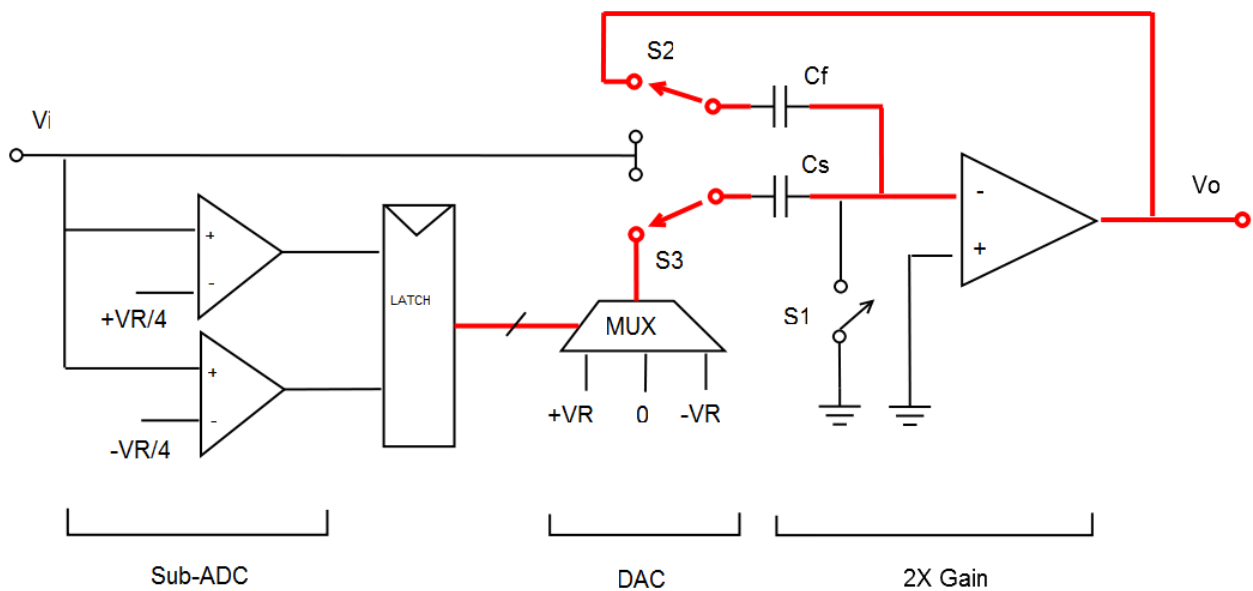 S2
Cf
Vi
Cs
Vo
+
-
-
+
S3
LATCH
+VR/4
MUX
S1
+
-
+VR 0 -VR
-VR/4
Sub-ADC
DAC
2X Gain